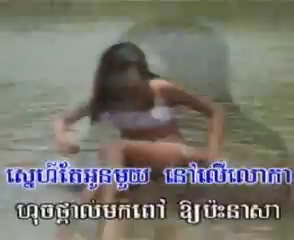 ស្នេហ៍តែអូនមួយ នៅលើលោកា
ហុចផ្កាល់មកពៅ ឱ្យប៉ះនាសា